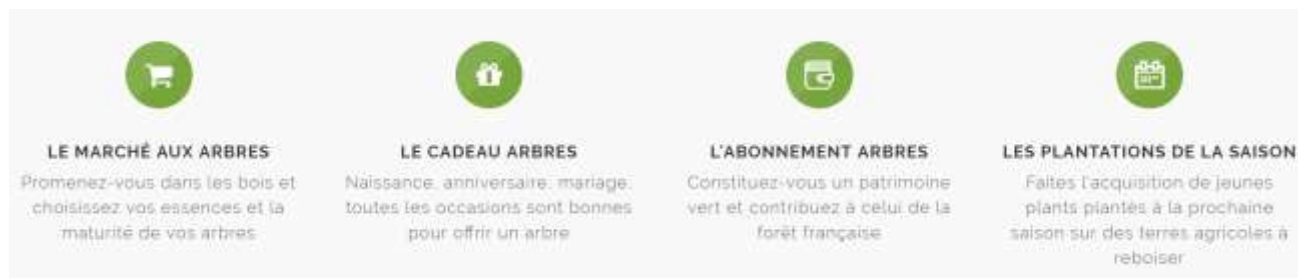 LE MARCHÉ AUX ARBRES
Promenez-vous dans les bois et
choisissez vos essences et la
maturité de vos arbres
LE CADEAU ARBRES
Naissance, anniversaire, mariage,
toutes les occasions sont bonnes
pour offrir un arbre
L'ABONNEMENT ARBRES
Constituez-vous un patrimoine
vert et contribuez à celui de la
forêt française
LES PLANTATIONS DE LA SAISON
Faites l'acquisition de jeunes
plants plantés à la prochaine
saison sur des terres agricoles à
reboiser